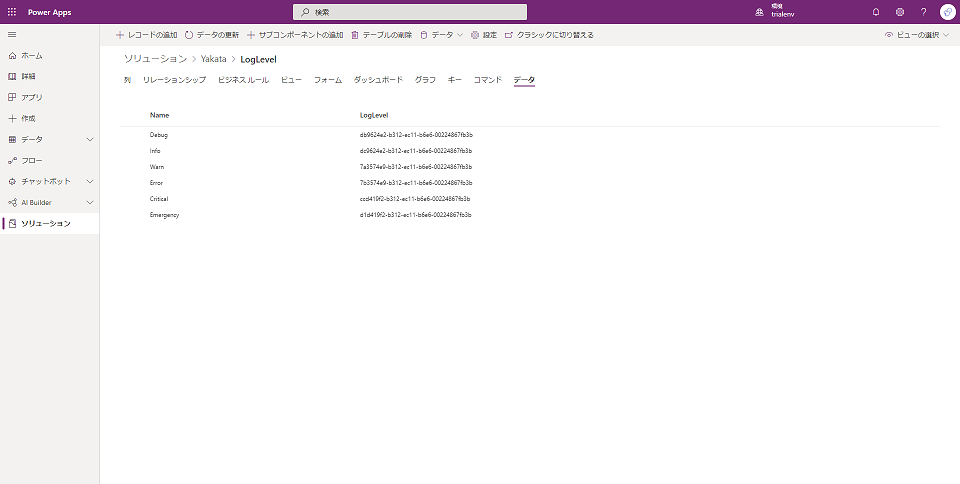 Power Apps
検索
環境
trialenv
レコードの追加 データの更新 サブコンポーネントの追加 テーブルの削除 データ 設定 クラシックに切り替える ビューの選択
ホーム
詳細
アプリ
作成
データ
フロー
チャットボット
AI Builder
ソリューション
ソリューション > Yakata > LogLevel
列 リレーションシップ ビジネス ルール ビュー フォーム ダッシュボード グラフ キー コマンド データ
Name LogLevel
Debug db9624e2-b312-ec11-b6e6-00224867fb3b
Info dc9624e2-b312-ec11-b6e6-00224867fb3b
Warn 7a3574e9-b312-ec11-b6e6-00224867fb3b
Error 7b3574e9-b312-ec11-b6e6-00224867fb3b
Critical ccd419f2-b312-ec11-b6e6-00224867fb3b
Emergency d1d419f2-b312-ec11-b6e6-00224867fb3b